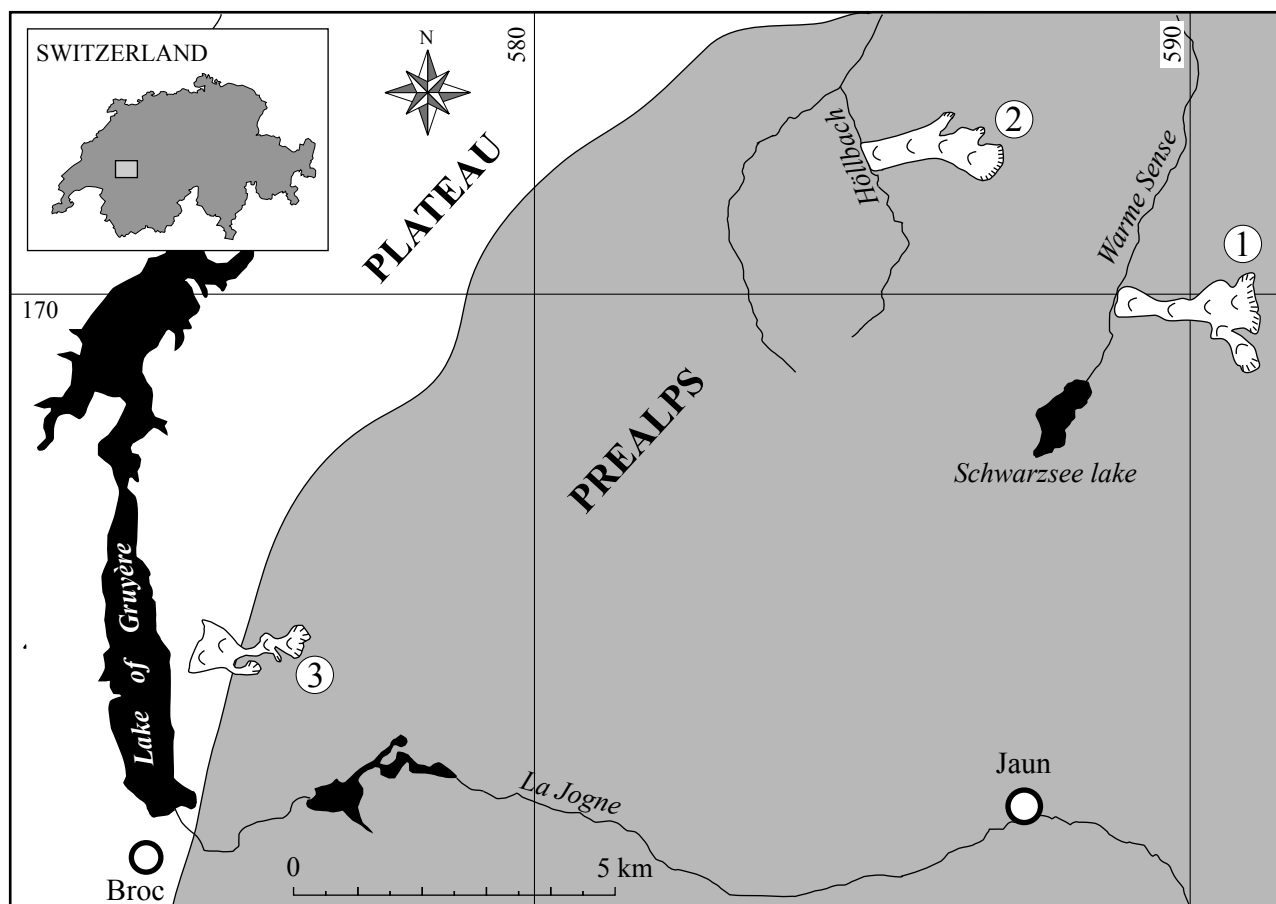 SWITZERLAND
N
580
590
PLATEAU
2
Höllbach
Warme Sense
1
170
PREALPS
Schwarzsee lake
Lake of Gruyère
3
Jaun
La Jogne
0
5 km
Broc